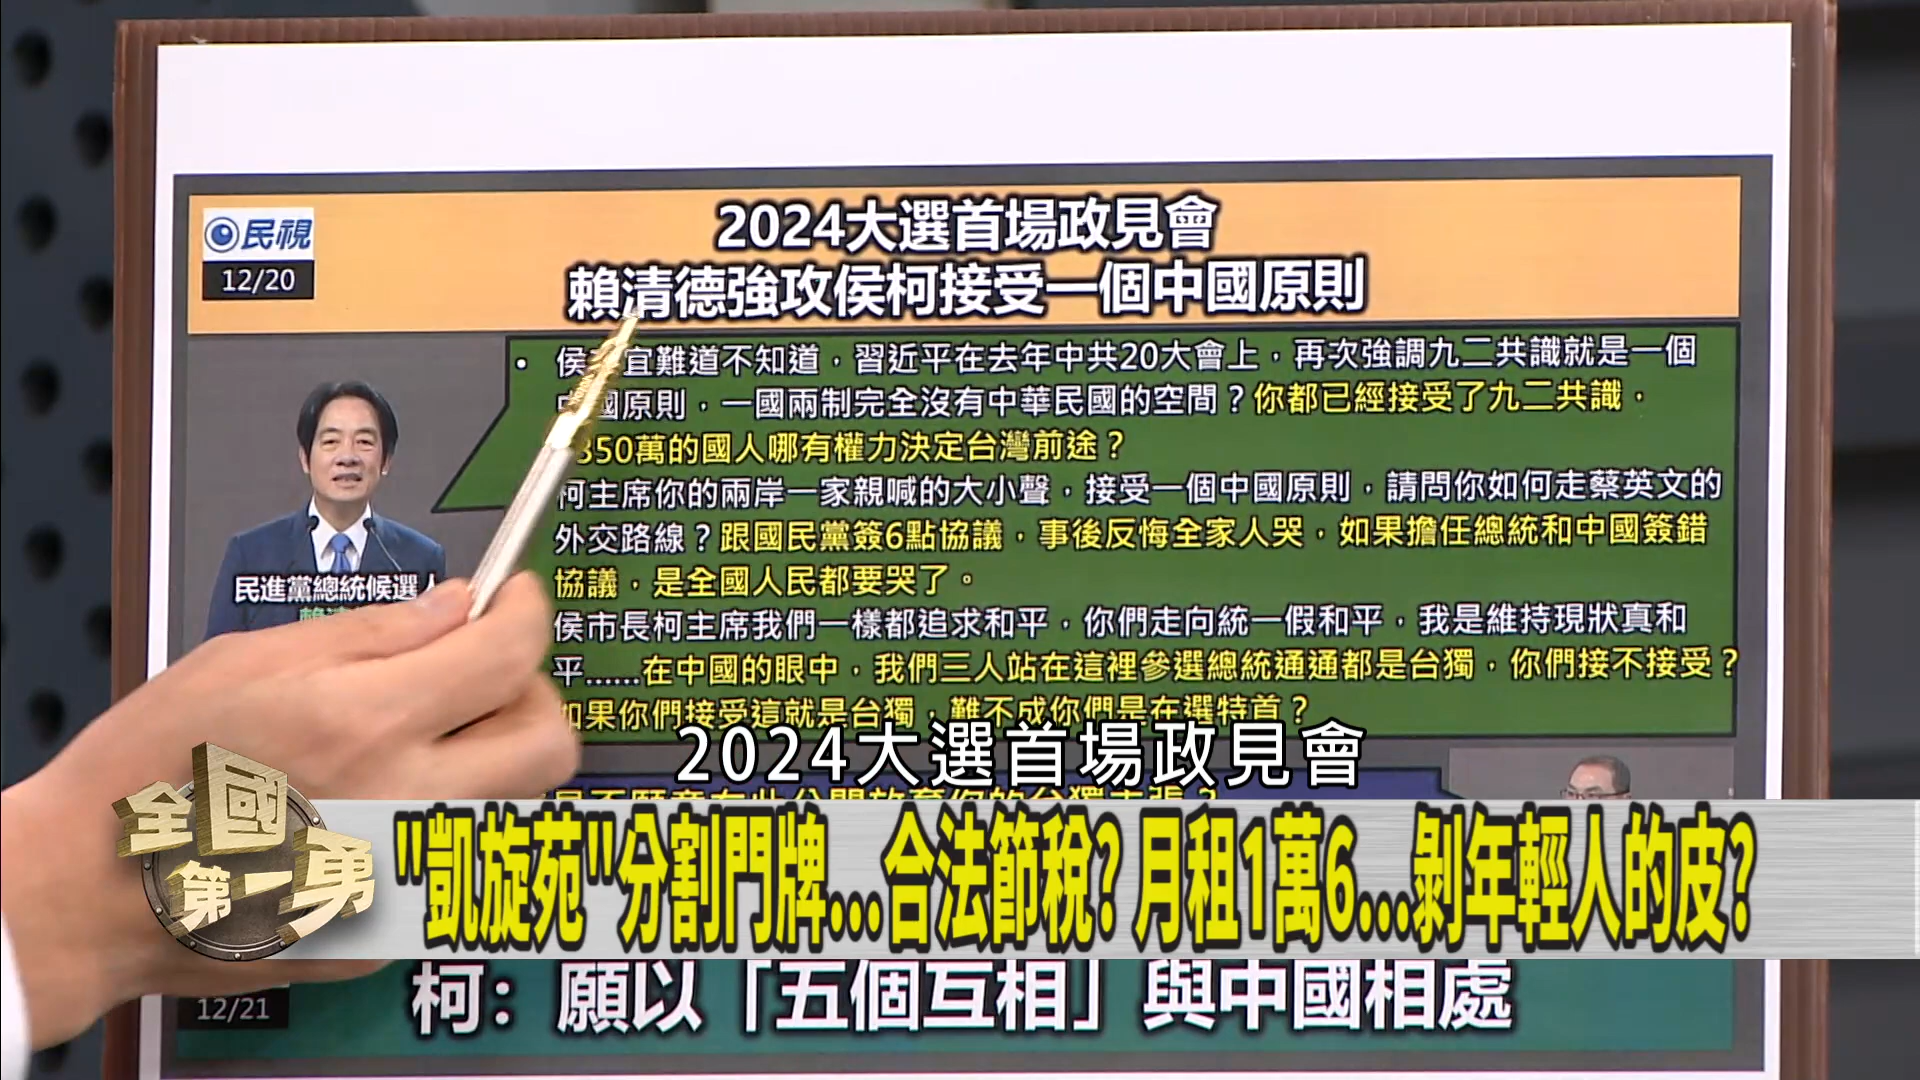 民視
12/20
2024大選首場政見會
賴清德強攻侯柯接受一個中國原則
• 侯 宜難道不知道，習近平在去年中共20大會上，再次強調九二共識就是一個
國原則，一國兩制完全沒有中華民國的空間？你都已經接受了九二共識，
350萬的國人哪有權力決定台灣前途？
柯主席你的兩岸一家親喊的大小聲，接受一個中國原則，請問你如何走蔡英文的
外交路線？跟國民黨簽6點協議，事後反悔全家人哭，如果擔任總統和中國簽錯
協議，是全國人民都要哭了。
侯市長柯主席我們一樣都追求和平，你們走向統一假和平，我是維持現狀真和
平......在中國的眼中，我們三人站在這裡參選總統通通都是台獨，你們接不接受？
如果你們接受這就是台獨，難不成你們是在選特首？
民進黨總統候選人
2024大選首場政見會
全國第一勇
"凱旋苑"分割門牌...合法節稅? 月租1萬6...剝年輕人的皮?
12/21
柯：願以「五個互相」與中國相處